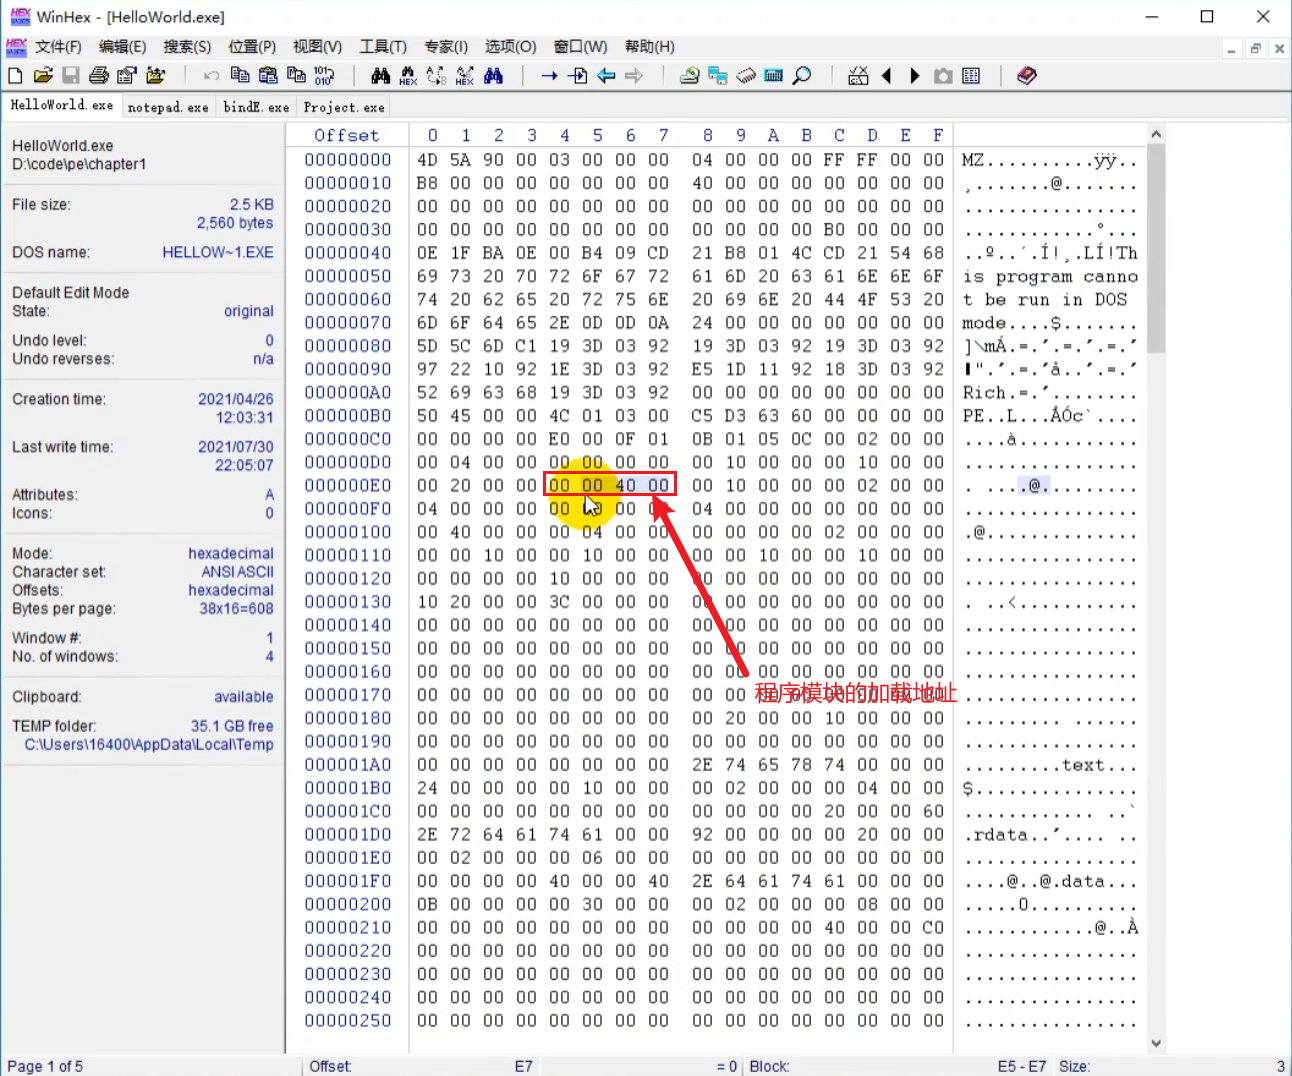 WinHex - [HelloWorld.exe]
文件(F) 编辑(E) 搜索(S) 位置(P) 视图(V) 工具(T) 专家(I) 选项(O) 窗口(W) 帮助(H)
HelloWorld.exe notepad.exe bindE.exe Project.exe
HelloWorld.exe
D:\code\pe\chapter1
File size: 2.5 KB
2,560 bytes
DOS name: HELLOW~1.EXE
Default Edit Mode
State: original
Undo level: 0
Undo reverses: n/a
Creation time: 2021/04/26
12:03:31
Last write time: 2021/07/30
22:05:07
Attributes: A
Icons: 0
Mode: hexadecimal
Character set: ANSI ASCII
Offsets: hexadecimal
Bytes per page: 38x16=608
Window #: 1
No. of windows: 4
Clipboard: available
TEMP folder: 35.1 GB free
C:\Users\16400\AppData\Local\Temp
Offset 0 1 2 3 4 5 6 7 8 9 A B C D E F
00000000 4D 5A 90 00 03 00 00 00 04 00 00 00 FF FF 00 00 MZ..........ÿÿ..
00000010 B8 00 00 00 00 00 00 00 40 00 00 00 00 00 00 00 ¸.......@.......
00000020 00 00 00 00 00 00 00 00 00 00 00 00 00 00 00 00 ................
00000030 00 00 00 00 00 00 00 00 00 00 00 00 B0 00 00 00 ............°...
00000040 0E 1F BA 0E 00 B4 09 CD 21 B8 01 4C CD 21 54 68 ..º..´.Í!¸.LÍ!Th
00000050 69 73 20 70 72 6F 67 72 61 6D 20 63 61 6E 6E 6F is program canno
00000060 74 20 62 65 20 72 75 6E 20 69 6E 20 44 4F 53 20 t be run in DOS
00000070 6D 6F 64 65 2E 0D 0D 0A 24 00 00 00 00 00 00 00 mode....$.......
00000080 5D 5C 6D C1 19 3D 03 92 19 3D 03 92 19 3D 03 92 ]\mÁ.=.’.=.’.=.’
00000090 97 22 10 92 1E 3D 03 92 E5 1D 11 92 18 3D 03 92 ".’.=.’å..’.=.’
000000A0 52 69 63 68 19 3D 03 92 00 00 00 00 00 00 00 00 Rich.=.’........
000000B0 50 45 00 00 4C 01 03 00 C5 D3 63 60 00 00 00 00 PE..L...ÅÓc`....
000000C0 00 00 00 00 E0 00 0F 01 0B 01 05 0C 00 02 00 00 ....à...........
000000D0 00 04 00 00 00 00 00 00 00 10 00 00 00 10 00 00 ................
000000E0 00 20 00 00 00 00 40 00 00 10 00 00 00 02 00 00 . ....@.........
000000F0 04 00 00 00 00 00 00 00 04 00 00 00 00 00 00 00 ................
00000100 00 40 00 00 00 04 00 00 00 00 00 00 02 00 00 00 .@..............
00000110 00 00 10 00 00 10 00 00 00 00 10 00 00 10 00 00 ................
00000120 00 00 00 00 10 00 00 00 00 00 00 00 00 00 00 00 ................
00000130 10 20 00 00 3C 00 00 00 00 00 00 00 00 00 00 00 . ..<...........
00000140 00 00 00 00 00 00 00 00 00 00 00 00 00 00 00 00 ................
00000150 00 00 00 00 00 00 00 00 00 00 00 00 00 00 00 00 ................
00000160 00 00 00 00 00 00 00 00 00 00 00 00 00 00 00 00 ................
程序模块的加载地址
00000170 00 00 00 00 00 00 00 00 ................
00000180 00 00 00 00 00 00 00 00 00 20 00 00 10 00 00 00 ......... ......
00000190 00 00 00 00 00 00 00 00 00 00 00 00 00 00 00 00 ................
000001A0 00 00 00 00 00 00 00 00 2E 74 65 78 74 00 00 00 .........text...
000001B0 24 00 00 00 00 10 00 00 00 02 00 00 00 04 00 00 $...............
000001C0 00 00 00 00 00 00 00 00 00 00 00 00 20 00 00 60 ............ ..`
000001D0 2E 72 64 61 74 61 00 00 92 00 00 00 00 20 00 00 .rdata..’.... ..
000001E0 00 02 00 00 00 06 00 00 00 00 00 00 00 00 00 00 ................
000001F0 00 00 00 00 40 00 00 40 2E 64 61 74 61 00 00 00 ....@..@.data...
00000200 0B 00 00 00 00 30 00 00 00 02 00 00 00 08 00 00 .....0..........
00000210 00 00 00 00 00 00 00 00 00 00 00 00 40 00 00 C0 ............@..À
00000220 00 00 00 00 00 00 00 00 00 00 00 00 00 00 00 00 ................
00000230 00 00 00 00 00 00 00 00 00 00 00 00 00 00 00 00 ................
00000240 00 00 00 00 00 00 00 00 00 00 00 00 00 00 00 00 ................
00000250 00 00 00 00 00 00 00 00 00 00 00 00 00 00 00 00 ................
Page 1 of 5 Offset: E7 = 0 Block: E5 - E7 Size: 3